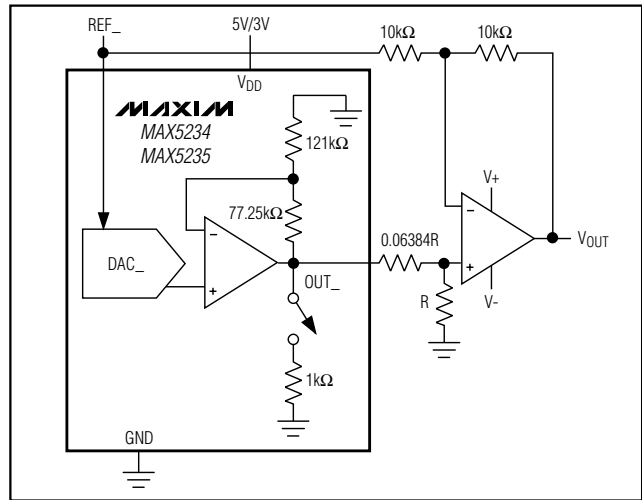 REF_
5V/3V
10kΩ
10kΩ
VDD
MAXIM
MAX5234
MAX5235
121kΩ
77.25kΩ
V+
0.06384R
−
−
VOUT
DAC_
+
+
OUT_
R
V-
1kΩ
GND